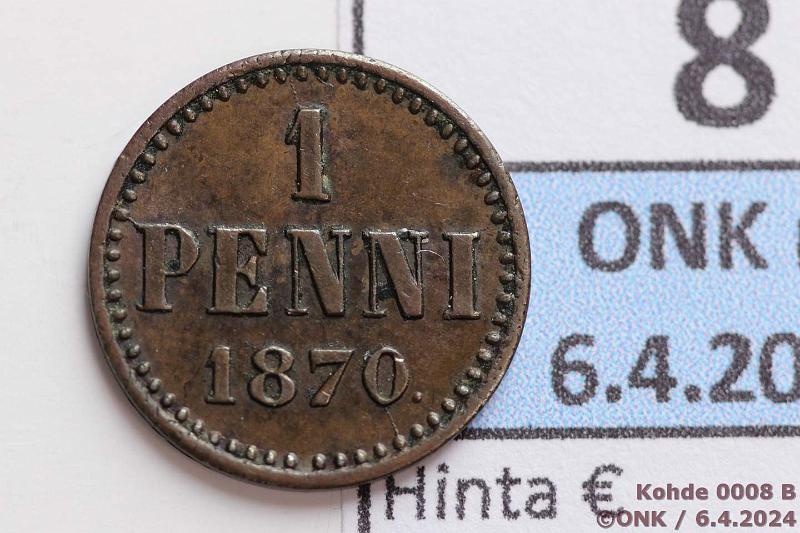 1
PENNI
1870.
8
ONK
6.4.20
Hinta €
Kohde 0008 B
©ONK / 6.4.2024